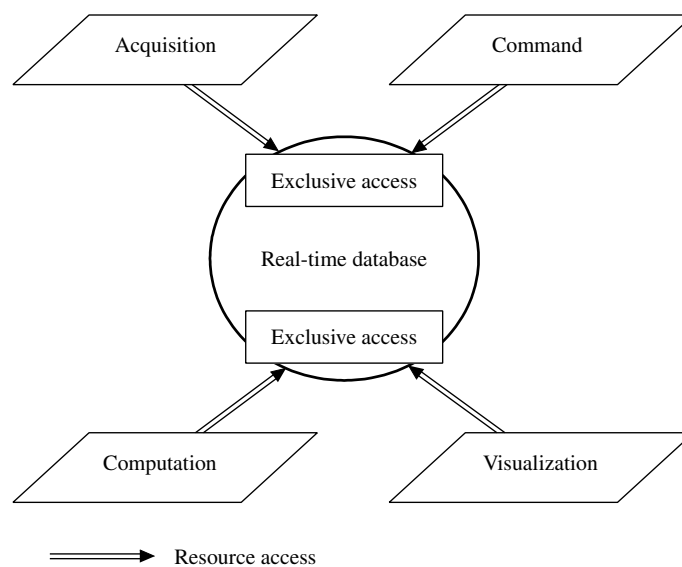 Acquisition
Command
Exclusive access
Real-time database
Exclusive access
Computation
Visualization
Resource access